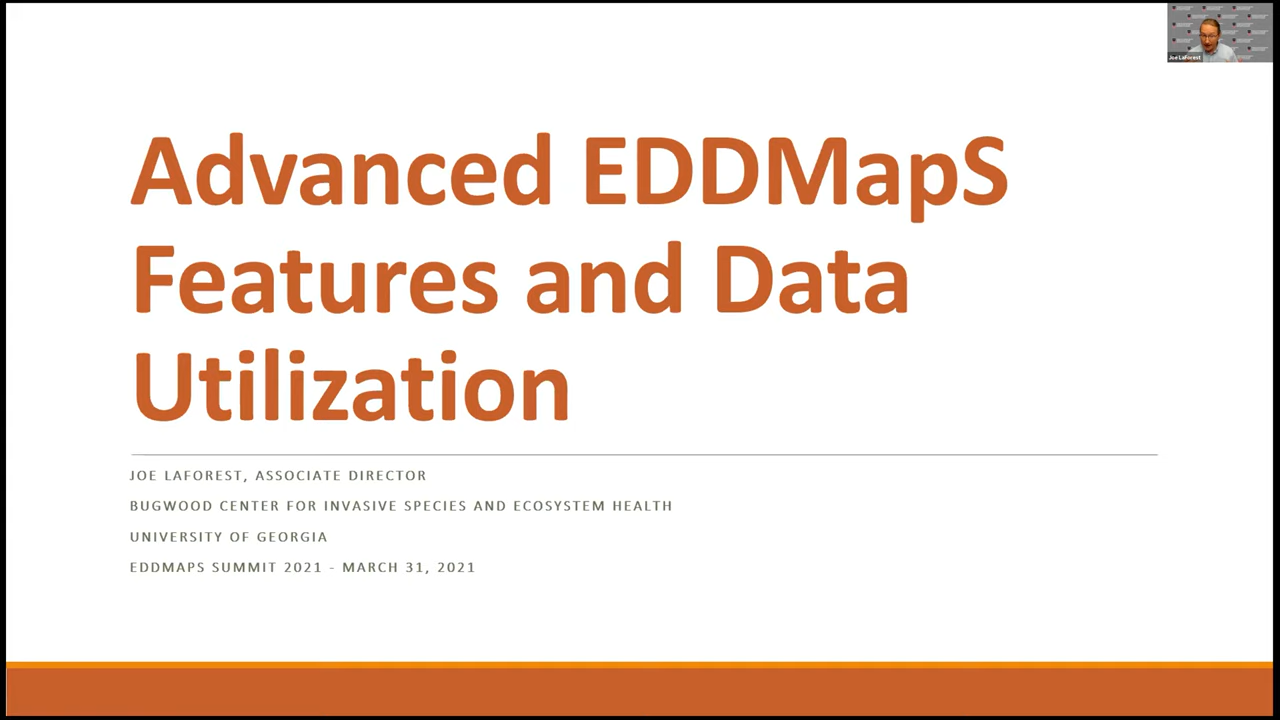 Joe LaForest
Advanced EDDMapS
Features and Data
Utilization
JOE LAFOREST, ASSOCIATE DIRECTOR
BUGWOOD CENTER FOR INVASIVE SPECIES AND ECOSYSTEM HEALTH
UNIVERSITY OF GEORGIA
EDDMAPS SUMMIT 2021 - MARCH 31, 2021